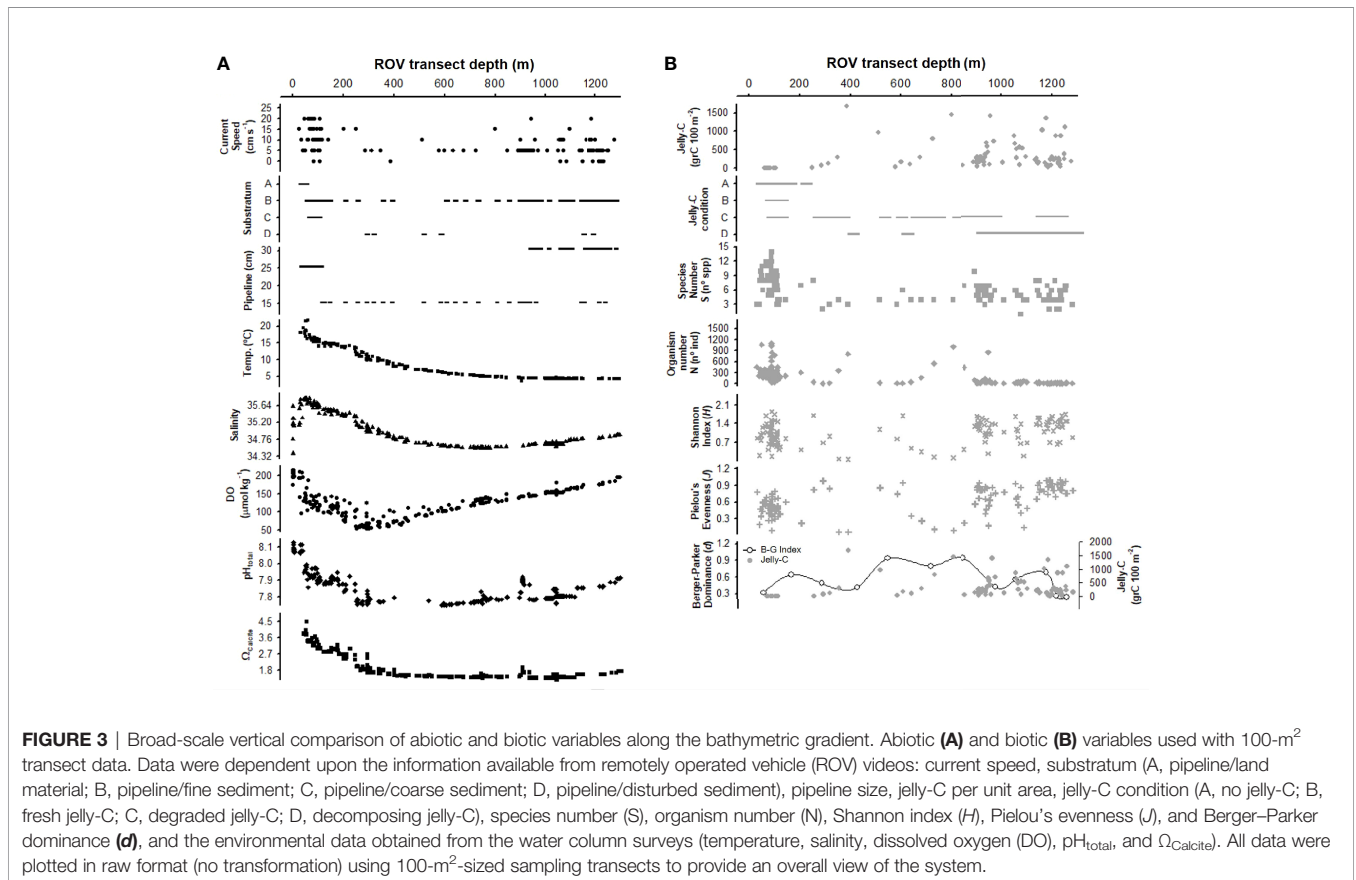 A
ROV transect depth (m)
0 200 400 600 800 1000 1200
Current
Speed
(cm s⁻¹)
25
20
15
10
5
0
Substratum
A
B
C
D
Pipeline (cm)
30
25
15
Temp. (ºC)
20
15
10
5
Salinity
35.64
35.20
34.76
34.32
DO
(µmol kg⁻¹)
200
150
100
50
pHtotal
8.1
7.9
7.8
ΩCalcite
4.5
3.6
2.7
1.8
B
ROV transect depth (m)
0 200 400 600 800 1000 1200
Jelly-C
(grC 100 m⁻²)
1500
1000
500
0
Jelly-C
condition
A
B
C
D
Species
Number
S (nº spp)
15
12
9
6
3
Organism
number
N (nº ind)
1500
1200
900
600
300
0
Shannon
Index (H)
2.1
1.4
0.7
Pielou's
Evenness (J)
1.2
0.9
0.6
0.3
Berger-Parker
Dominance (d)
1.2
0.9
0.6
0.3
B-G Index
Jelly-C
2000
1500
1000
500
0
Jelly-C
(grC 100 m⁻²)
FIGURE 3 | Broad-scale vertical comparison of abiotic and biotic variables along the bathymetric gradient. Abiotic (A) and biotic (B) variables used with 100-m²
transect data. Data were dependent upon the information available from remotely operated vehicle (ROV) videos: current speed, substratum (A, pipeline/land
material; B, pipeline/fine sediment; C, pipeline/coarse sediment; D, pipeline/disturbed sediment), pipeline size, jelly-C per unit area, jelly-C condition (A, no jelly-C; B,
fresh jelly-C; C, degraded jelly-C; D, decomposing jelly-C), species number (S), organism number (N), Shannon index (H), Pielou's evenness (J), and Berger–Parker
dominance (d), and the environmental data obtained from the water column surveys (temperature, salinity, dissolved oxygen (DO), pHtotal, and ΩCalcite). All data were
plotted in raw format (no transformation) using 100-m²-sized sampling transects to provide an overall view of the system.